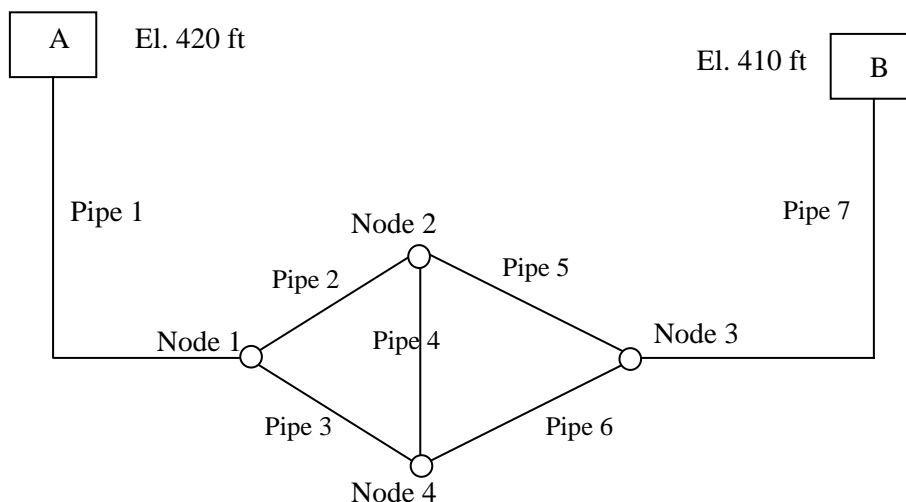 A
El. 420 ft
El. 410 ft
B
Pipe 1
Pipe 7
Node 2
Pipe 2
Pipe 5
Node 1
Pipe 4
Node 3
Pipe 3
Pipe 6
Node 4